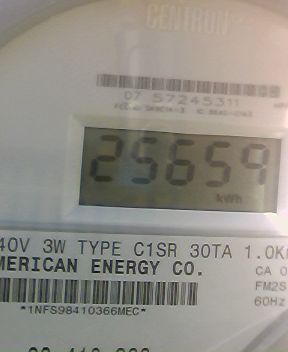 CENTRON
07 57245311
25659
kWh
40V 3W TYPE C1SR 30TA 1.0K
MERICAN ENERGY CO.
CA 0
FM2S
60Hz
*1NFS98410366MEC*